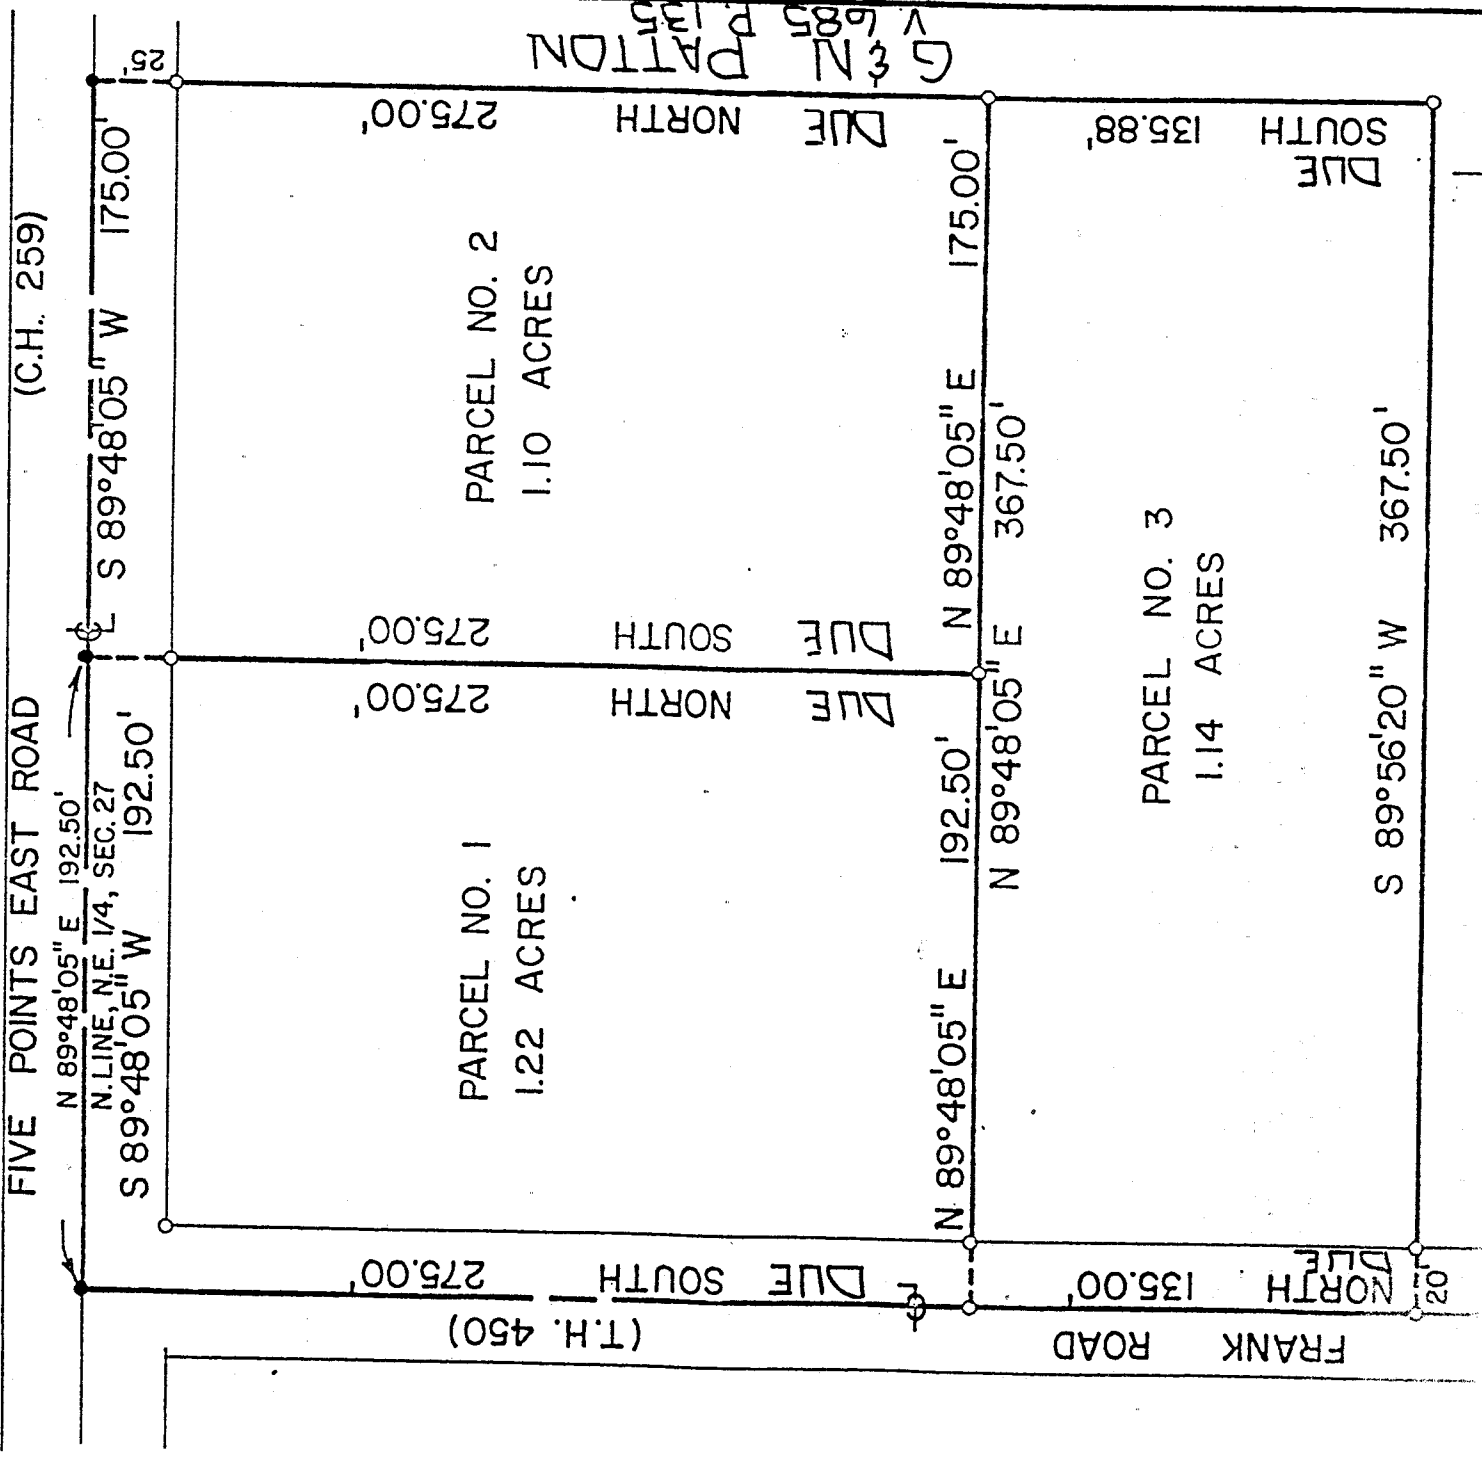 FIVE POINTS EAST ROAD (C.H. 259)
N 89°48'05" E 192.50'
N. LINE, N.E. 1/4, SEC. 27
S 89°48'05" W 192.50'
℄ S 89°48'05" W 175.00'
25'
G & N PATTON
V. 685 P. 135
DUE NORTH 275.00'
PARCEL NO. 2
1.10 ACRES
N 89°48'05" E 175.00'
DUE SOUTH 275.00'
DUE NORTH 275.00'
PARCEL NO. 1
1.22 ACRES
N 89°48'05" E 192.50'
DUE SOUTH 275.00'
℄
(T.H. 450)
FRANK ROAD
N 89°48'05" E 367.50'
DUE
SOUTH 135.88'
PARCEL NO. 3
1.14 ACRES
S 89°56'20" W 367.50'
DUE
NORTH 135.00'
20'